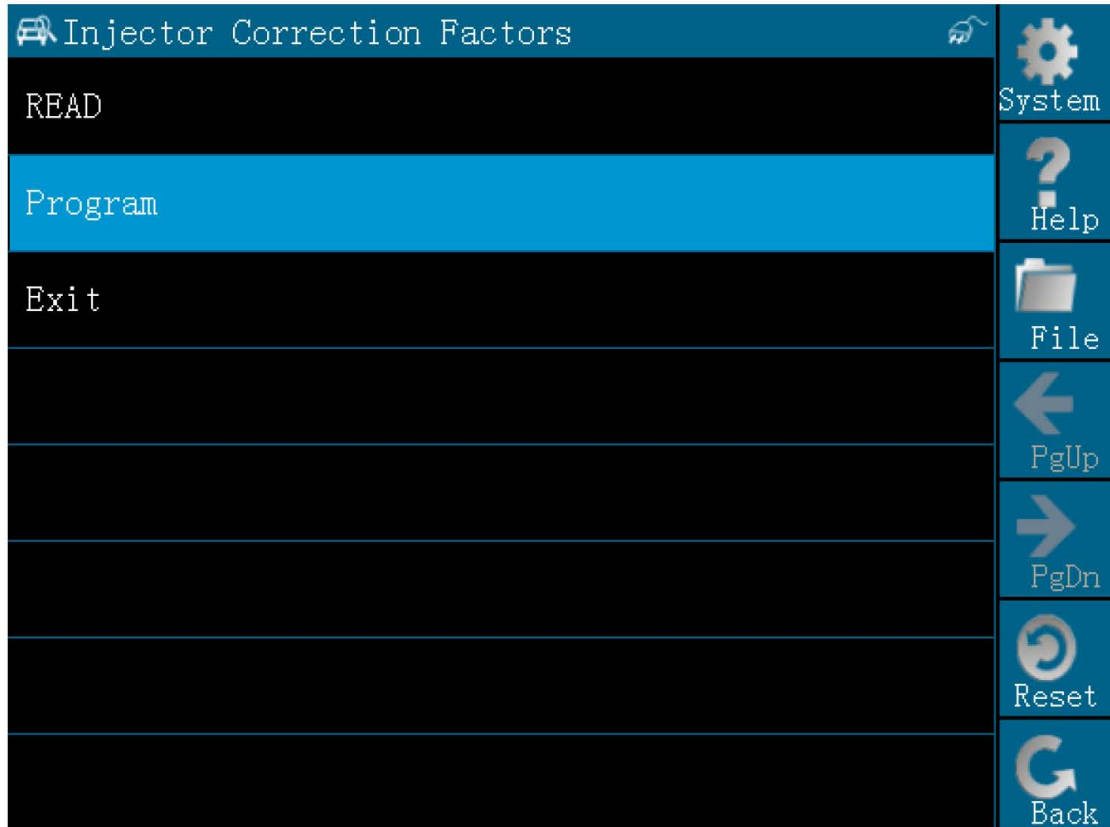 Injector Correction Factors
READ
Program
Exit
System
Help
File
PgUp
PgDn
Reset
Back